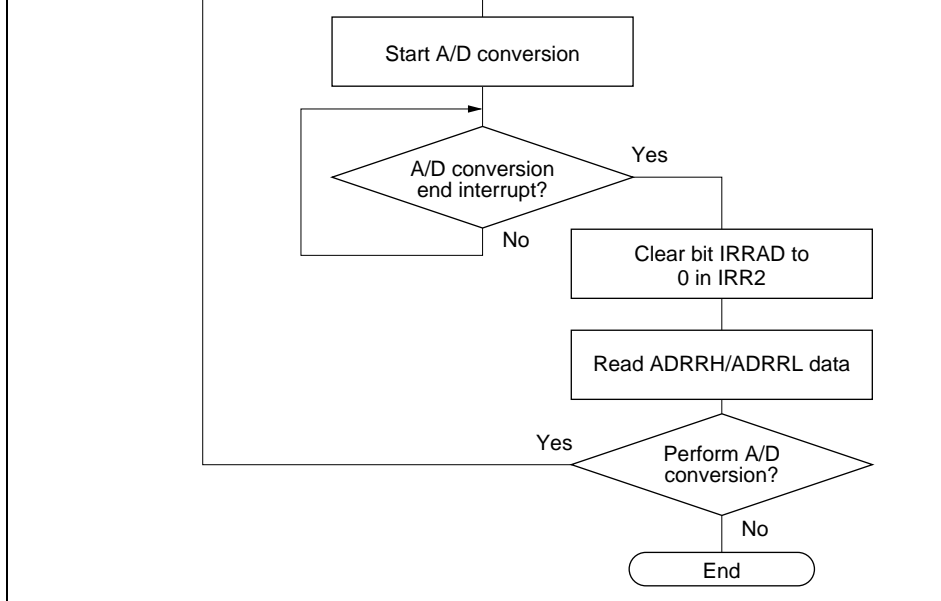 Start A/D conversion
A/D conversion
end interrupt?
Yes
No
Clear bit IRRAD to
0 in IRR2
Read ADRRH/ADRRL data
Yes
Perform A/D
conversion?
No
End